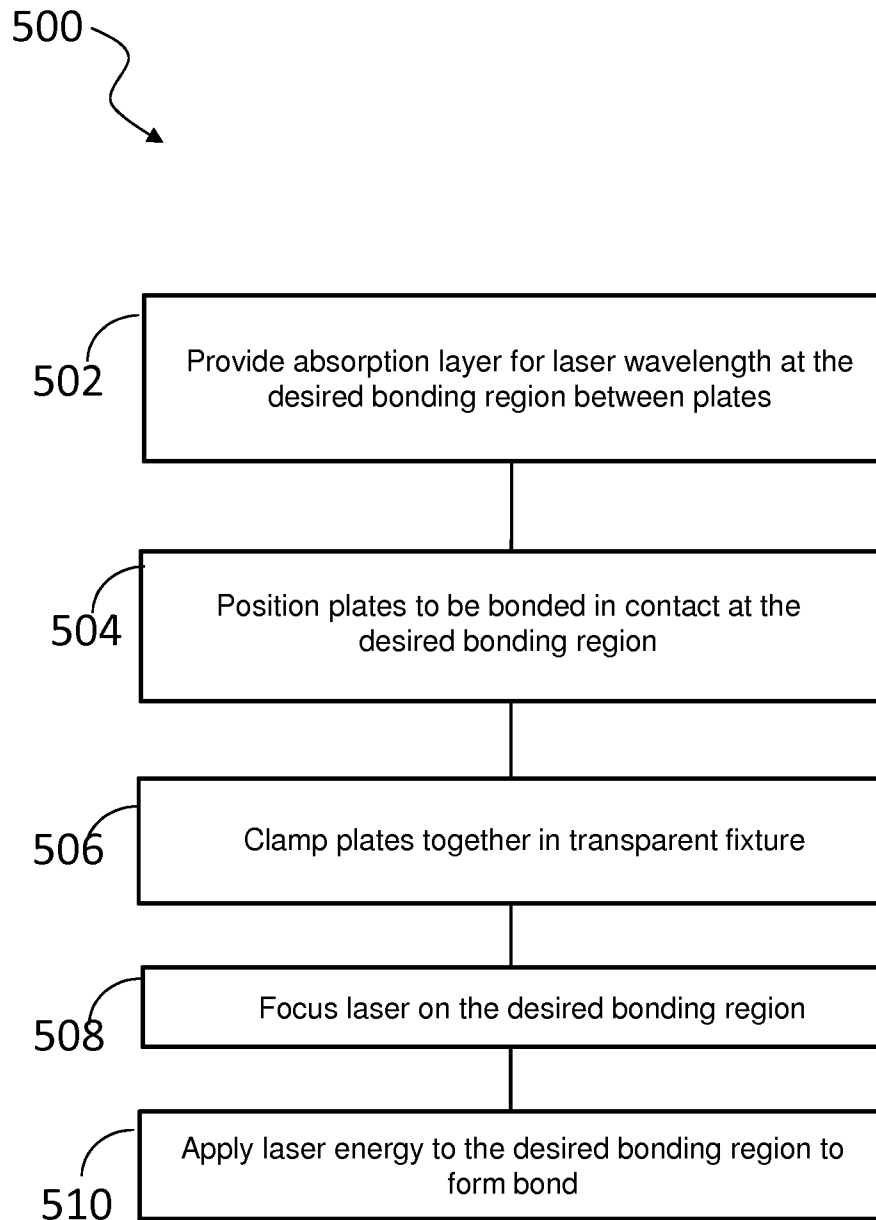 500
502
Provide absorption layer for laser wavelength at the
desired bonding region between plates
504
Position plates to be bonded in contact at the
desired bonding region
506
Clamp plates together in transparent fixture
508
Focus laser on the desired bonding region
510
Apply laser energy to the desired bonding region to
form bond